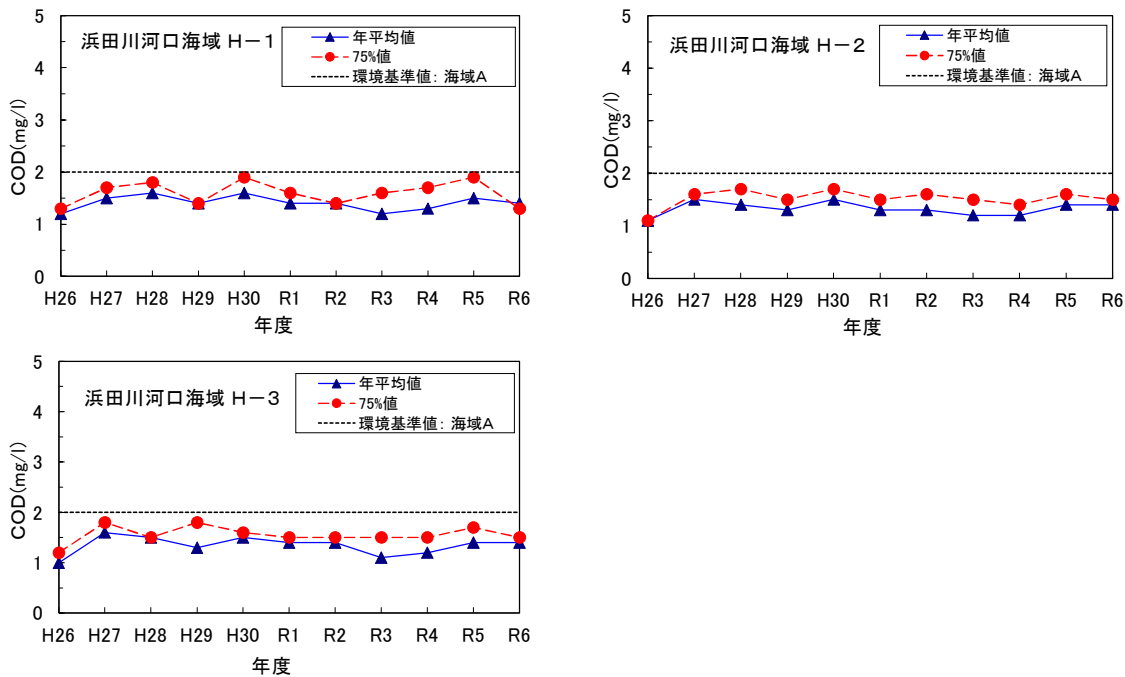 浜田川河口海域 H-1
年平均値
75%値
環境基準値: 海域A
COD(mg/l)
5
4
3
2
1
0
H26 H27 H28 H29 H30 R1 R2 R3 R4 R5 R6
年度
浜田川河口海域 H-2
年平均値
75%値
環境基準値: 海域A
COD(mg/l)
5
4
3
2
1
0
H26 H27 H28 H29 H30 R1 R2 R3 R4 R5 R6
年度
浜田川河口海域 H-3
年平均値
75%値
環境基準値: 海域A
COD(mg/l)
5
4
3
2
1
0
H26 H27 H28 H29 H30 R1 R2 R3 R4 R5 R6
年度